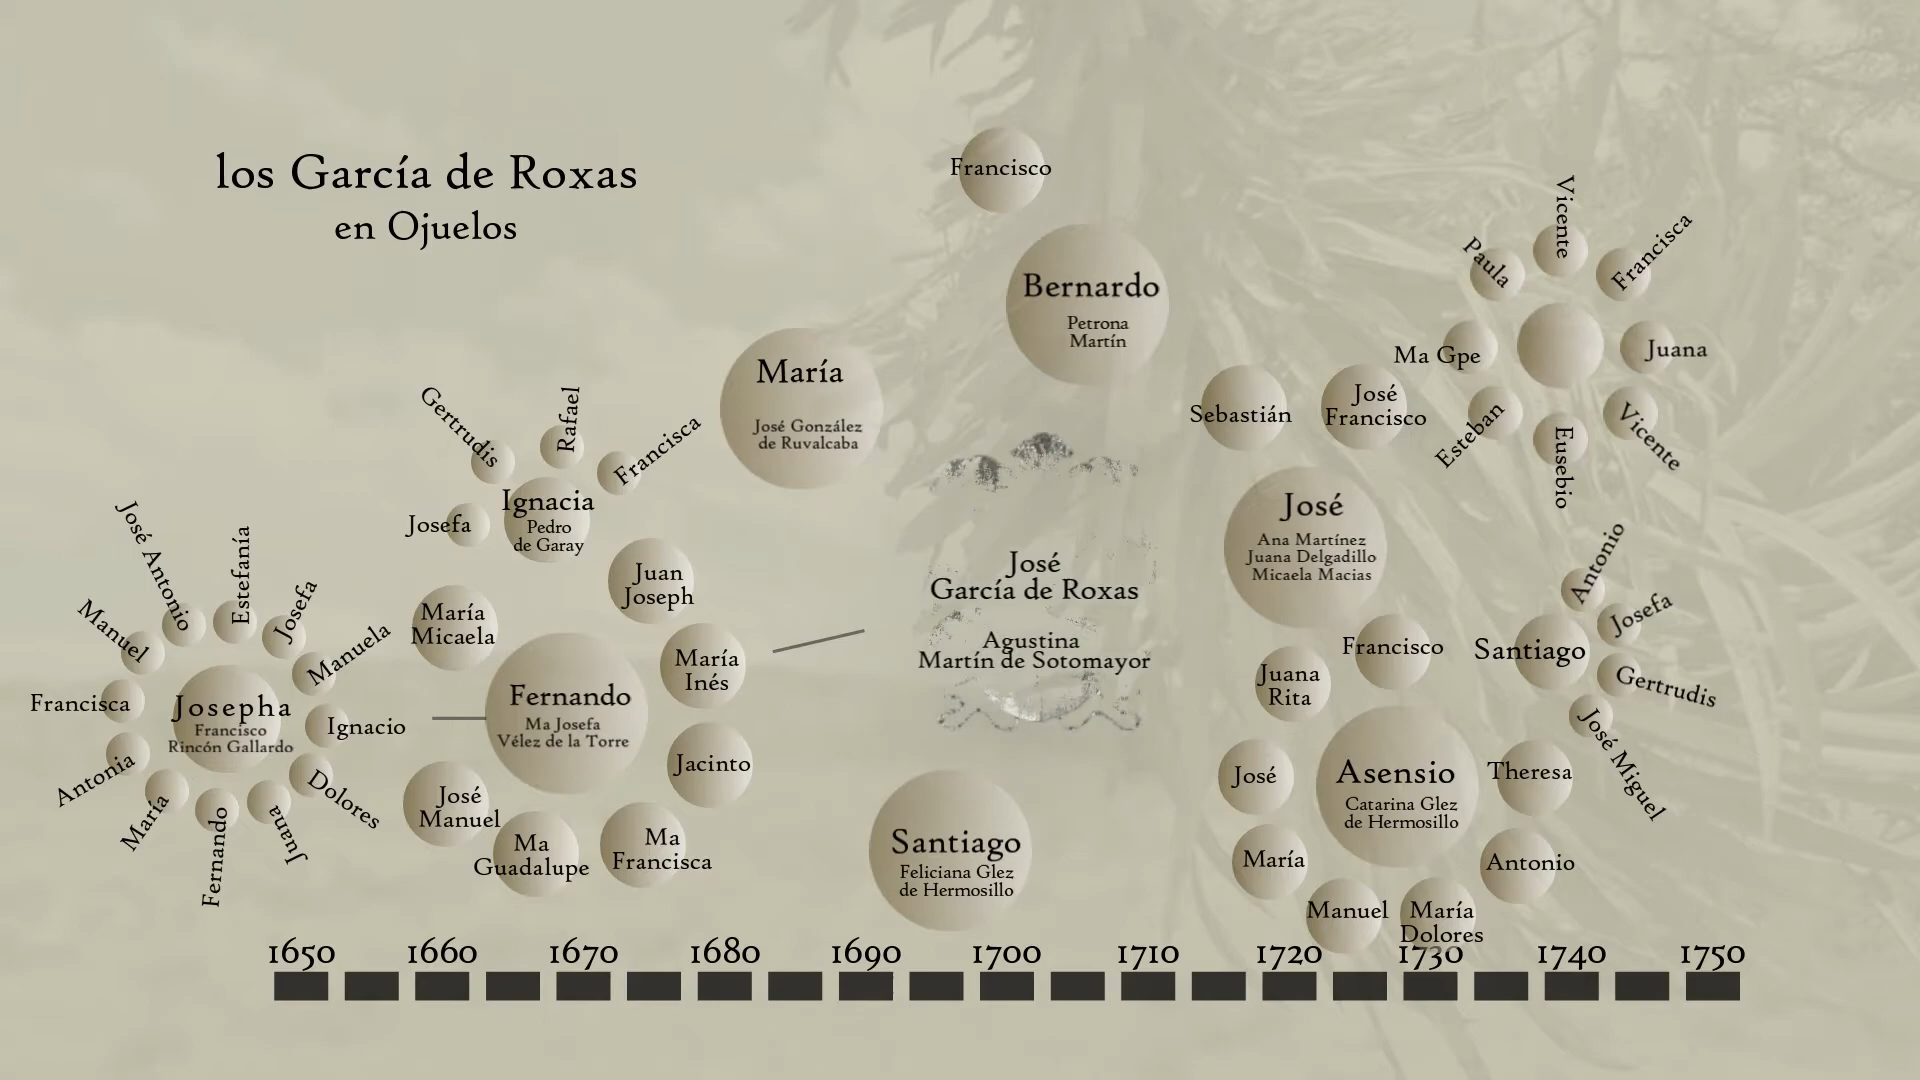 los García de Roxas
en Ojuelos
Francisco
Bernardo
Petrona
Martín
María
José González
de Ruvalcaba
Sebastián
José
Francisco
Vicente
Paula
Francisca
Ma Gpe
Juana
Esteban
Eusebio
Vicente
Gertrudis
Rafael
Francisca
Josefa
Ignacia
Pedro
de Garay
Juan
Joseph
María
Micaela
María
Inés
Fernando
Ma Josefa
Vélez de la Torre
Jacinto
José
Manuel
Ma
Guadalupe
Ma
Francisca
José Antonio
Estefanía
Josefa
Manuel
Manuela
Francisca
Josepha
Francisco
Rincón Gallardo
Ignacio
Antonia
María
Fernando
Juana
Dolores
José
García de Roxas
Agustina
Martín de Sotomayor
Santiago
Feliciana Glez
de Hermosillo
José
Ana Martínez
Juana Delgadillo
Micaela Macias
Juana
Rita
Francisco
Santiago
Antonio
Josefa
Gertrudis
José Miguel
José
Asensio
Catarina Glez
de Hermosillo
Theresa
María
Antonio
Manuel
María
Dolores
1650 1660 1670 1680 1690 1700 1710 1720 1730 1740 1750